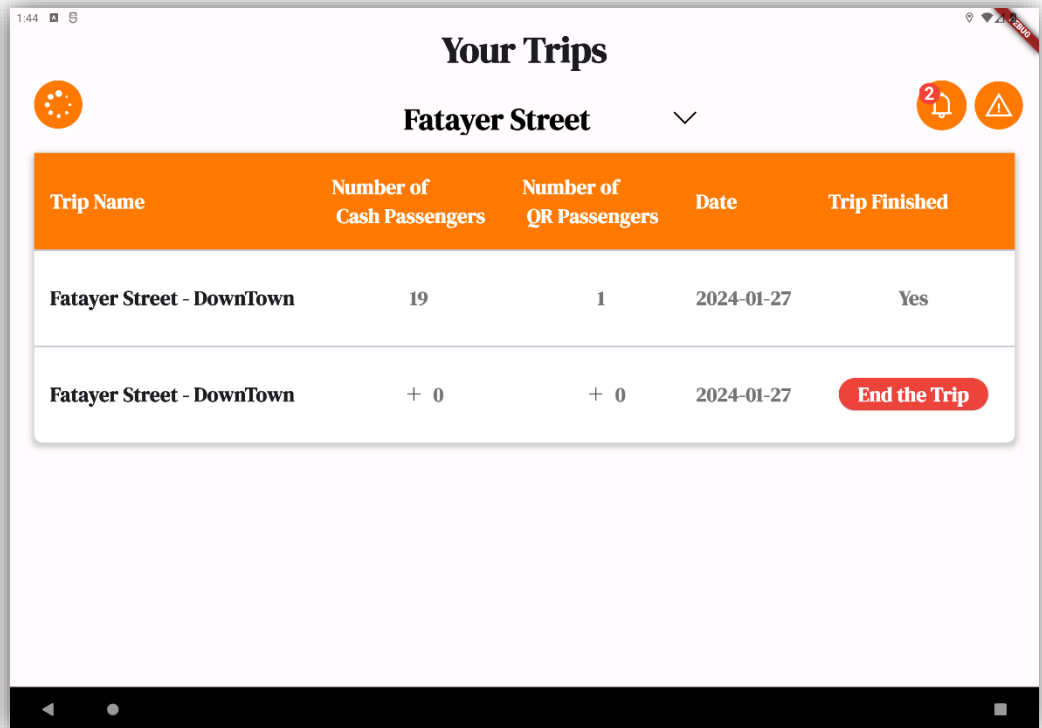 1:44
DEBUG
Your Trips
2
Fatayer Street
Trip Name
Number of
Cash Passengers
Number of
QR Passengers
Date
Trip Finished
Fatayer Street - DownTown 19 1 2024-01-27 Yes
Fatayer Street - DownTown + 0 + 0 2024-01-27 End the Trip